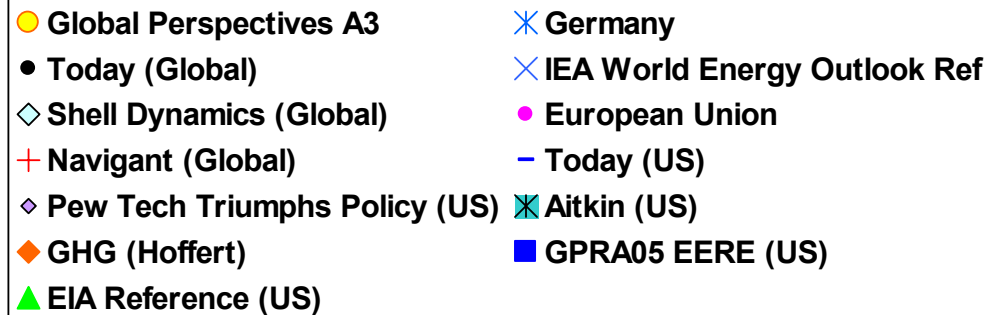 Global Perspectives A3
Germany
Today (Global)
IEA World Energy Outlook Ref
Shell Dynamics (Global)
European Union
Navigant (Global)
Today (US)
Pew Tech Triumphs Policy (US)
Aitkin (US)
GHG (Hoffert)
GPRA05 EERE (US)
EIA Reference (US)